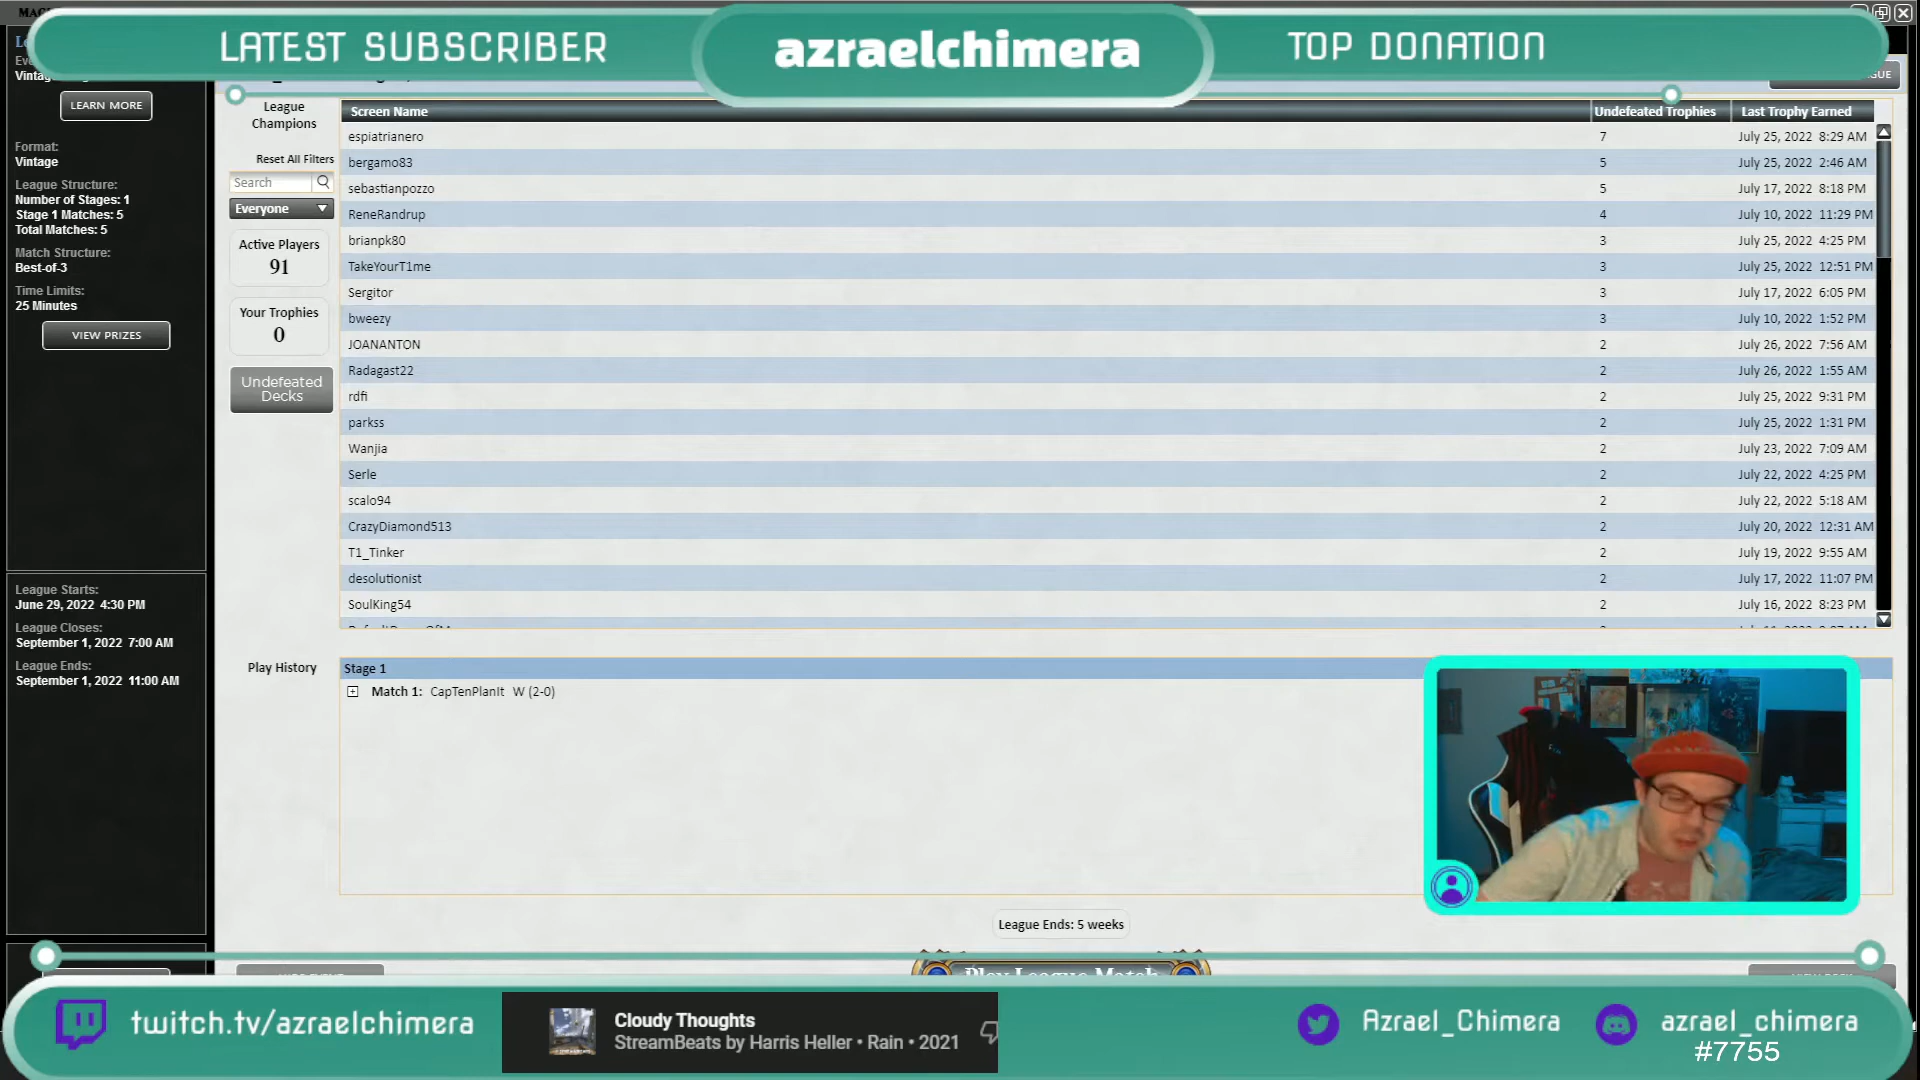 LATEST SUBSCRIBER
azraelchimera
TOP DONATION
LEARN MORE
Format:
Vintage
League Structure:
Number of Stages: 1
Stage 1 Matches: 5
Total Matches: 5
Match Structure:
Best-of-3
Time Limits:
25 Minutes
VIEW PRIZES
League Starts:
June 29, 2022 4:30 PM
League Closes:
September 1, 2022 7:00 AM
League Ends:
September 1, 2022 11:00 AM
League
Champions
Reset All Filters
Search
Everyone
Active Players
91
Your Trophies
0
Undefeated
Decks
Screen Name Undefeated Trophies Last Trophy Earned
espiatrianero 7 July 25, 2022 8:29 AM
bergamo83 5 July 25, 2022 2:46 AM
sebastianpozzo 5 July 17, 2022 8:18 PM
ReneRandrup 4 July 10, 2022 11:29 PM
brianpk80 3 July 25, 2022 4:25 PM
TakeYourT1me 3 July 25, 2022 12:51 PM
Sergitor 3 July 17, 2022 6:05 PM
bweezy 3 July 10, 2022 1:52 PM
JOANANTON 2 July 26, 2022 7:56 AM
Radagast22 2 July 26, 2022 1:55 AM
rdfi 2 July 25, 2022 9:31 PM
parkss 2 July 25, 2022 1:31 PM
Wanjia 2 July 23, 2022 7:09 AM
Serle 2 July 22, 2022 4:25 PM
scalo94 2 July 22, 2022 5:18 AM
CrazyDiamond513 2 July 20, 2022 12:31 AM
T1_Tinker 2 July 19, 2022 9:55 AM
desolutionist 2 July 17, 2022 11:07 PM
SoulKing54 2 July 16, 2022 8:23 PM
Play History
Stage 1
Match 1: CapTenPlanIt W (2-0)
League Ends: 5 weeks
Play League Match
twitch.tv/azraelchimera
Cloudy Thoughts
StreamBeats by Harris Heller • Rain • 2021
Azrael_Chimera
azrael_chimera
#7755